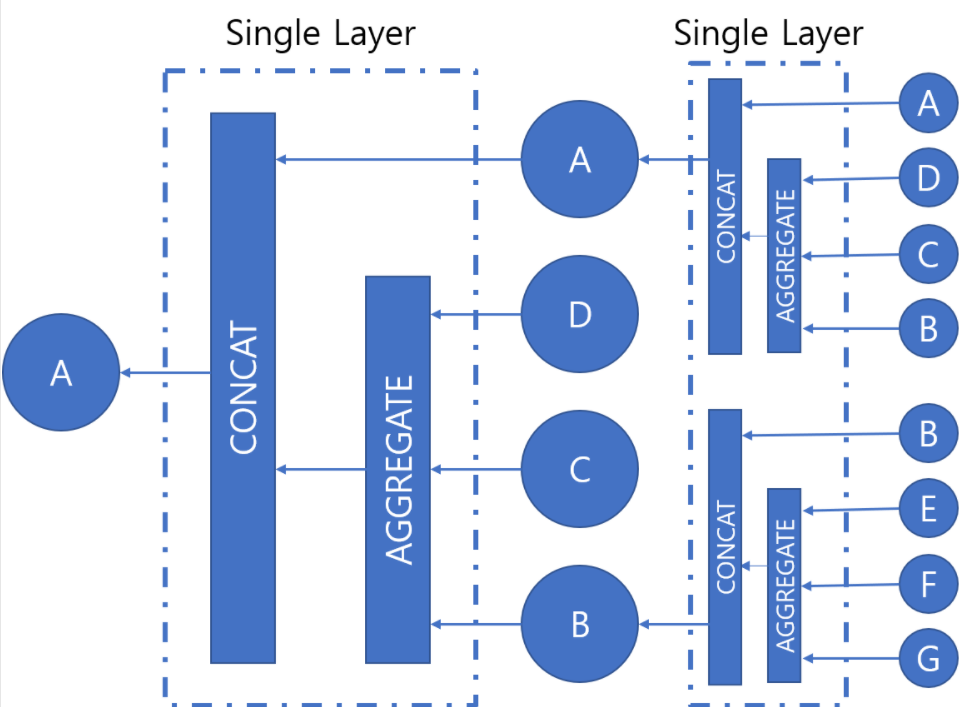 Single Layer
Single Layer
A
CONCAT
AGGREGATE
A
D
C
B
CONCAT
AGGREGATE
A
D
C
B
CONCAT
AGGREGATE
B
E
F
G